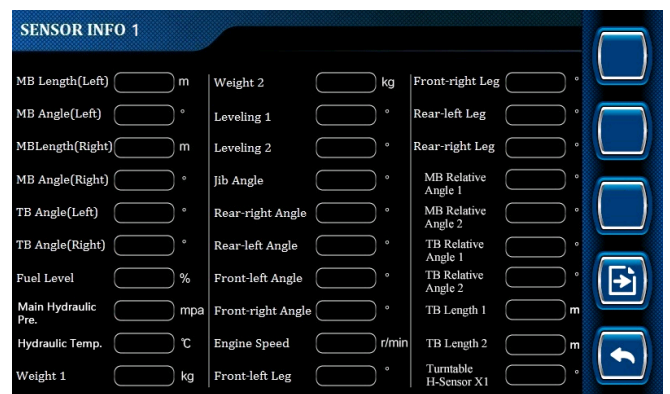 SENSOR INFO 1
MB Length(Left) m
MB Angle(Left) °
MBLength(Right) m
MB Angle(Right) °
TB Angle(Left) °
TB Angle(Right) °
Fuel Level %
Main Hydraulic
Pre. mpa
Hydraulic Temp. ℃
Weight 1 kg
Weight 2 kg
Leveling 1 °
Leveling 2 °
Jib Angle °
Rear-right Angle °
Rear-left Angle °
Front-left Angle °
Front-right Angle °
Engine Speed r/min
Front-left Leg °
Front-right Leg °
Rear-left Leg °
Rear-right Leg °
MB Relative
Angle 1 °
MB Relative
Angle 2 °
TB Relative
Angle 1 °
TB Relative
Angle 2 °
TB Length 1 m
TB Length 2 m
Turntable
H-Sensor X1 °